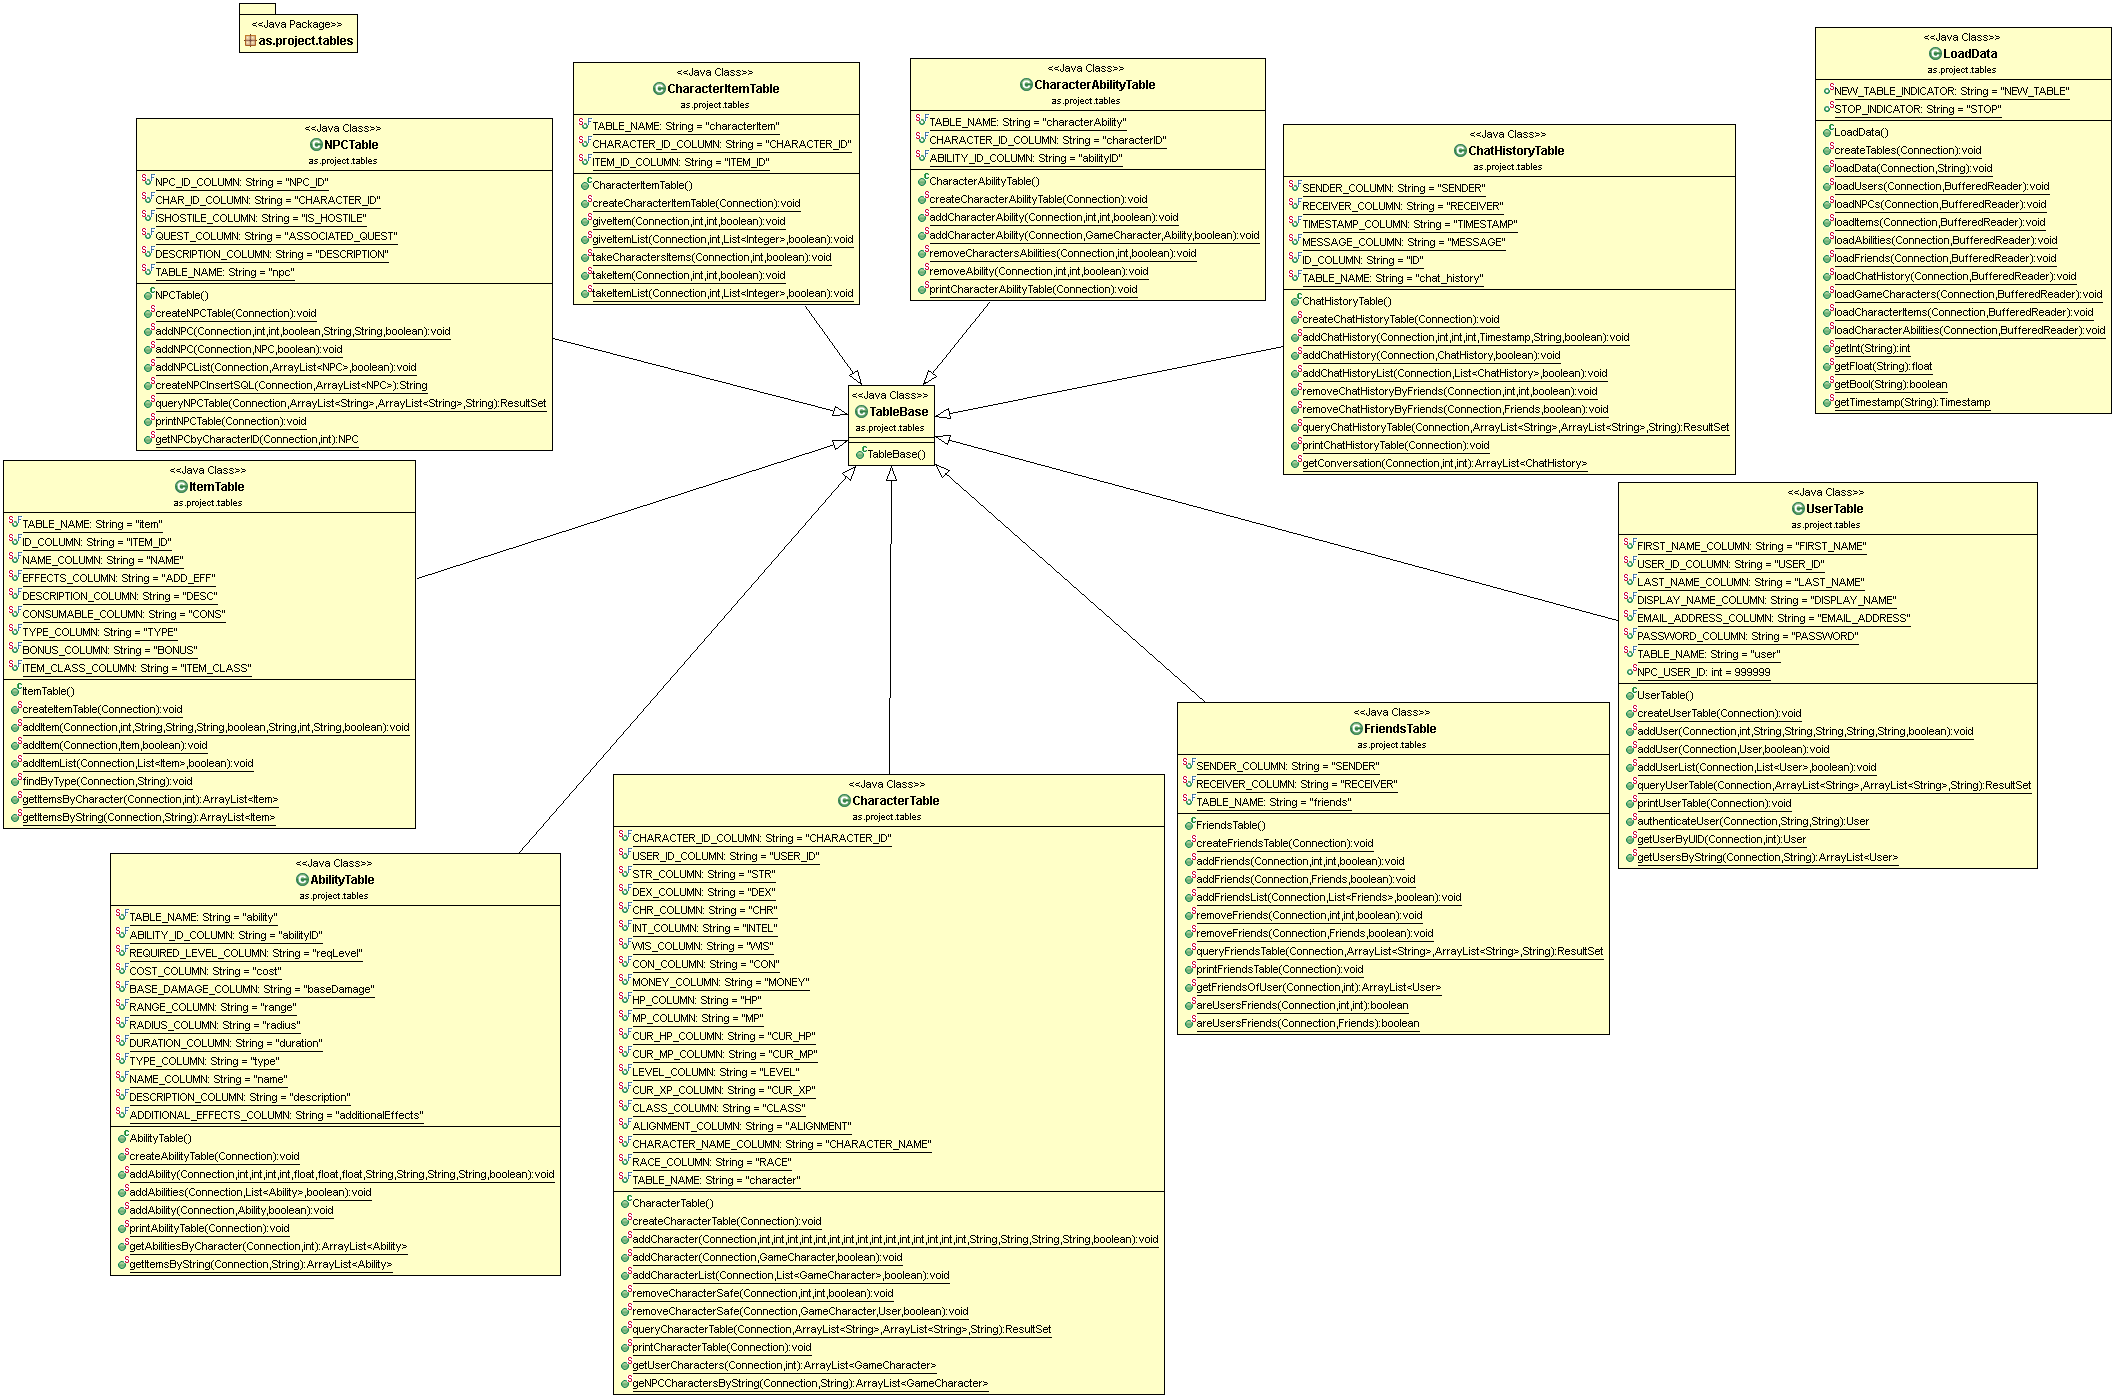 <<Java Package>>
as.project.tables
<<Java Class>>
NPCTable
as.project.tables
NPC_ID_COLUMN: String = "NPC_ID"
CHAR_ID_COLUMN: String = "CHARACTER_ID"
ISHOSTILE_COLUMN: String = "IS_HOSTILE"
QUEST_COLUMN: String = "ASSOCIATED_QUEST"
DESCRIPTION_COLUMN: String = "DESCRIPTION"
TABLE_NAME: String = "npc"
NPCTable()
createNPCTable(Connection):void
addNPC(Connection,int,int,boolean,String,String,boolean):void
addNPC(Connection,NPC,boolean):void
addNPCList(Connection,ArrayList<NPC>,boolean):void
createNPCInsertSQL(Connection,ArrayList<NPC>):String
queryNPCTable(Connection,ArrayList<String>,ArrayList<String>,String):ResultSet
printNPCTable(Connection):void
getNPCbyCharacterID(Connection,int):NPC
<<Java Class>>
CharacterItemTable
as.project.tables
TABLE_NAME: String = "characterItem"
CHARACTER_ID_COLUMN: String = "CHARACTER_ID"
ITEM_ID_COLUMN: String = "ITEM_ID"
CharacterItemTable()
createCharacterItemTable(Connection):void
giveItem(Connection,int,int,boolean):void
giveItemList(Connection,int,List<Integer>,boolean):void
takeCharactersItems(Connection,int,boolean):void
takeItem(Connection,int,int,boolean):void
takeItemList(Connection,int,List<Integer>,boolean):void
<<Java Class>>
CharacterAbilityTable
as.project.tables
TABLE_NAME: String = "characterAbility"
CHARACTER_ID_COLUMN: String = "characterID"
ABILITY_ID_COLUMN: String = "abilityID"
CharacterAbilityTable()
createCharacterAbilityTable(Connection):void
addCharacterAbility(Connection,int,int,boolean):void
addCharacterAbility(Connection,GameCharacter,Ability,boolean):void
removeCharactersAbilities(Connection,int,boolean):void
removeAbility(Connection,int,int,boolean):void
printCharacterAbilityTable(Connection):void
<<Java Class>>
ChatHistoryTable
as.project.tables
SENDER_COLUMN: String = "SENDER"
RECEIVER_COLUMN: String = "RECEIVER"
TIMESTAMP_COLUMN: String = "TIMESTAMP"
MESSAGE_COLUMN: String = "MESSAGE"
ID_COLUMN: String = "ID"
TABLE_NAME: String = "chat_history"
ChatHistoryTable()
createChatHistoryTable(Connection):void
addChatHistory(Connection,int,int,int,Timestamp,String,boolean):void
addChatHistory(Connection,ChatHistory,boolean):void
addChatHistoryList(Connection,List<ChatHistory>,boolean):void
removeChatHistoryByFriends(Connection,int,int,boolean):void
removeChatHistoryByFriends(Connection,Friends,boolean):void
queryChatHistoryTable(Connection,ArrayList<String>,ArrayList<String>,String):ResultSet
printChatHistoryTable(Connection):void
getConversation(Connection,int,int):ArrayList<ChatHistory>
<<Java Class>>
LoadData
as.project.tables
NEW_TABLE_INDICATOR: String = "NEW_TABLE"
STOP_INDICATOR: String = "STOP"
LoadData()
createTables(Connection):void
loadData(Connection,String):void
loadUsers(Connection,BufferedReader):void
loadNPCs(Connection,BufferedReader):void
loadItems(Connection,BufferedReader):void
loadAbilities(Connection,BufferedReader):void
loadFriends(Connection,BufferedReader):void
loadChatHistory(Connection,BufferedReader):void
loadGameCharacters(Connection,BufferedReader):void
loadCharacterItems(Connection,BufferedReader):void
loadCharacterAbilities(Connection,BufferedReader):void
getInt(String):int
getFloat(String):float
getBool(String):boolean
getTimestamp(String):Timestamp
<<Java Class>>
TableBase
as.project.tables
TableBase()
<<Java Class>>
ItemTable
as.project.tables
TABLE_NAME: String = "item"
ID_COLUMN: String = "ITEM_ID"
NAME_COLUMN: String = "NAME"
EFFECTS_COLUMN: String = "ADD_EFF"
DESCRIPTION_COLUMN: String = "DESC"
CONSUMABLE_COLUMN: String = "CONS"
TYPE_COLUMN: String = "TYPE"
BONUS_COLUMN: String = "BONUS"
ITEM_CLASS_COLUMN: String = "ITEM_CLASS"
ItemTable()
createItemTable(Connection):void
addItem(Connection,int,String,String,String,boolean,String,int,String,boolean):void
addItem(Connection,Item,boolean):void
addItemList(Connection,List<Item>,boolean):void
findByType(Connection,String):void
getItemsByCharacter(Connection,int):ArrayList<Item>
getItemsByString(Connection,String):ArrayList<Item>
<<Java Class>>
UserTable
as.project.tables
FIRST_NAME_COLUMN: String = "FIRST_NAME"
USER_ID_COLUMN: String = "USER_ID"
LAST_NAME_COLUMN: String = "LAST_NAME"
DISPLAY_NAME_COLUMN: String = "DISPLAY_NAME"
EMAIL_ADDRESS_COLUMN: String = "EMAIL_ADDRESS"
PASSWORD_COLUMN: String = "PASSWORD"
TABLE_NAME: String = "user"
NPC_USER_ID: int = 999999
UserTable()
createUserTable(Connection):void
addUser(Connection,int,String,String,String,String,String,boolean):void
addUser(Connection,User,boolean):void
addUserList(Connection,List<User>,boolean):void
queryUserTable(Connection,ArrayList<String>,ArrayList<String>,String):ResultSet
printUserTable(Connection):void
authenticateUser(Connection,String,String):User
getUserByUID(Connection,int):User
getUsersByString(Connection,String):ArrayList<User>
<<Java Class>>
AbilityTable
as.project.tables
TABLE_NAME: String = "ability"
ABILITY_ID_COLUMN: String = "abilityID"
REQUIRED_LEVEL_COLUMN: String = "reqLevel"
COST_COLUMN: String = "cost"
BASE_DAMAGE_COLUMN: String = "baseDamage"
RANGE_COLUMN: String = "range"
RADIUS_COLUMN: String = "radius"
DURATION_COLUMN: String = "duration"
TYPE_COLUMN: String = "type"
NAME_COLUMN: String = "name"
DESCRIPTION_COLUMN: String = "description"
ADDITIONAL_EFFECTS_COLUMN: String = "additionalEffects"
AbilityTable()
createAbilityTable(Connection):void
addAbility(Connection,int,int,int,int,float,float,float,String,String,String,String,boolean):void
addAbilities(Connection,List<Ability>,boolean):void
addAbility(Connection,Ability,boolean):void
printAbilityTable(Connection):void
getAbilitiesByCharacter(Connection,int):ArrayList<Ability>
getItemsByString(Connection,String):ArrayList<Ability>
<<Java Class>>
CharacterTable
as.project.tables
CHARACTER_ID_COLUMN: String = "CHARACTER_ID"
USER_ID_COLUMN: String = "USER_ID"
STR_COLUMN: String = "STR"
DEX_COLUMN: String = "DEX"
CHR_COLUMN: String = "CHR"
INT_COLUMN: String = "INTEL"
WIS_COLUMN: String = "WIS"
CON_COLUMN: String = "CON"
MONEY_COLUMN: String = "MONEY"
HP_COLUMN: String = "HP"
MP_COLUMN: String = "MP"
CUR_HP_COLUMN: String = "CUR_HP"
CUR_MP_COLUMN: String = "CUR_MP"
LEVEL_COLUMN: String = "LEVEL"
CUR_XP_COLUMN: String = "CUR_XP"
CLASS_COLUMN: String = "CLASS"
ALIGNMENT_COLUMN: String = "ALIGNMENT"
CHARACTER_NAME_COLUMN: String = "CHARACTER_NAME"
RACE_COLUMN: String = "RACE"
TABLE_NAME: String = "character"
CharacterTable()
createCharacterTable(Connection):void
addCharacter(Connection,int,int,int,int,int,int,int,int,int,int,int,int,int,int,int,String,String,String,String,boolean):void
addCharacter(Connection,GameCharacter,boolean):void
addCharacterList(Connection,List<GameCharacter>,boolean):void
removeCharacterSafe(Connection,int,int,boolean):void
removeCharacterSafe(Connection,GameCharacter,User,boolean):void
queryCharacterTable(Connection,ArrayList<String>,ArrayList<String>,String):ResultSet
printCharacterTable(Connection):void
getUserCharacters(Connection,int):ArrayList<GameCharacter>
geNPCCharactersByString(Connection,String):ArrayList<GameCharacter>
<<Java Class>>
FriendsTable
as.project.tables
SENDER_COLUMN: String = "SENDER"
RECEIVER_COLUMN: String = "RECEIVER"
TABLE_NAME: String = "friends"
FriendsTable()
createFriendsTable(Connection):void
addFriends(Connection,int,int,boolean):void
addFriends(Connection,Friends,boolean):void
addFriendsList(Connection,List<Friends>,boolean):void
removeFriends(Connection,int,int,boolean):void
removeFriends(Connection,Friends,boolean):void
queryFriendsTable(Connection,ArrayList<String>,ArrayList<String>,String):ResultSet
printFriendsTable(Connection):void
getFriendsOfUser(Connection,int):ArrayList<User>
areUsersFriends(Connection,int,int):boolean
areUsersFriends(Connection,Friends):boolean